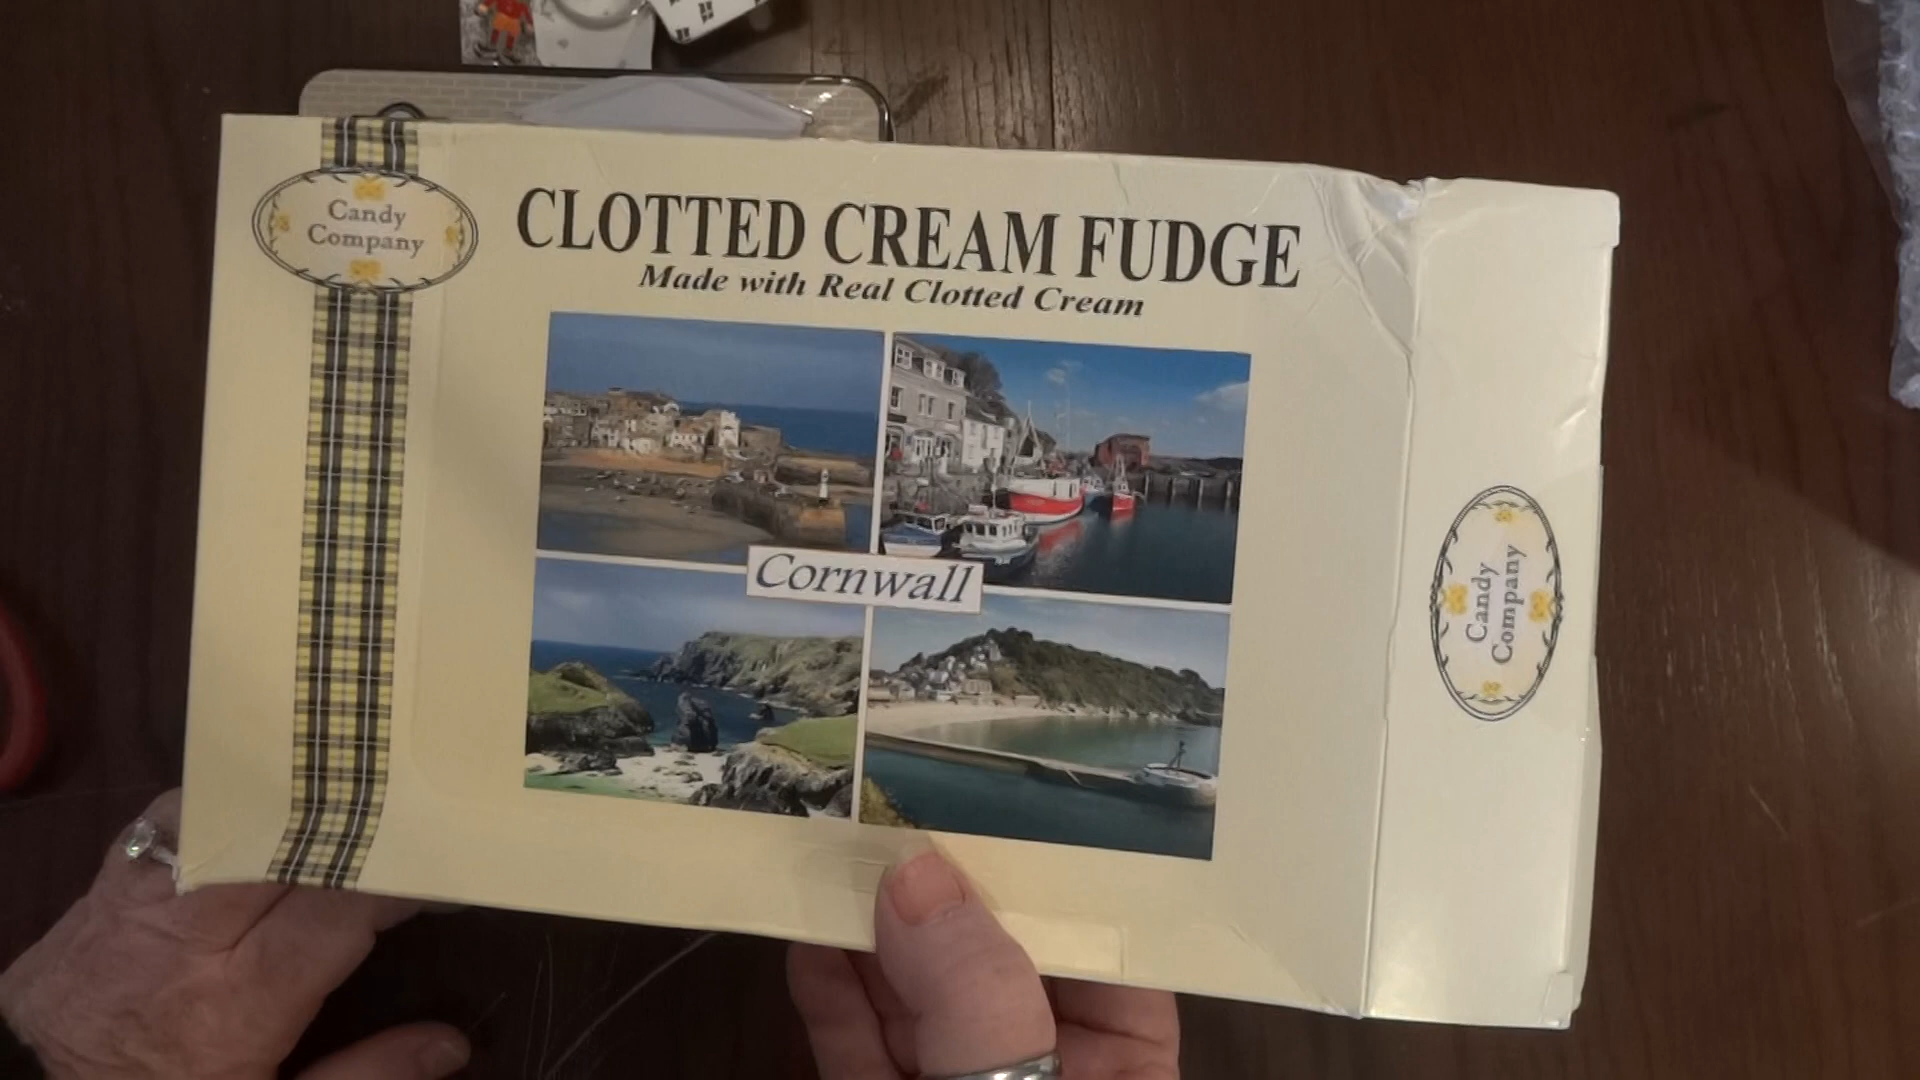 Candy
Company
CLOTTED CREAM FUDGE
Made with Real Clotted Cream
Cornwall
Candy
Company